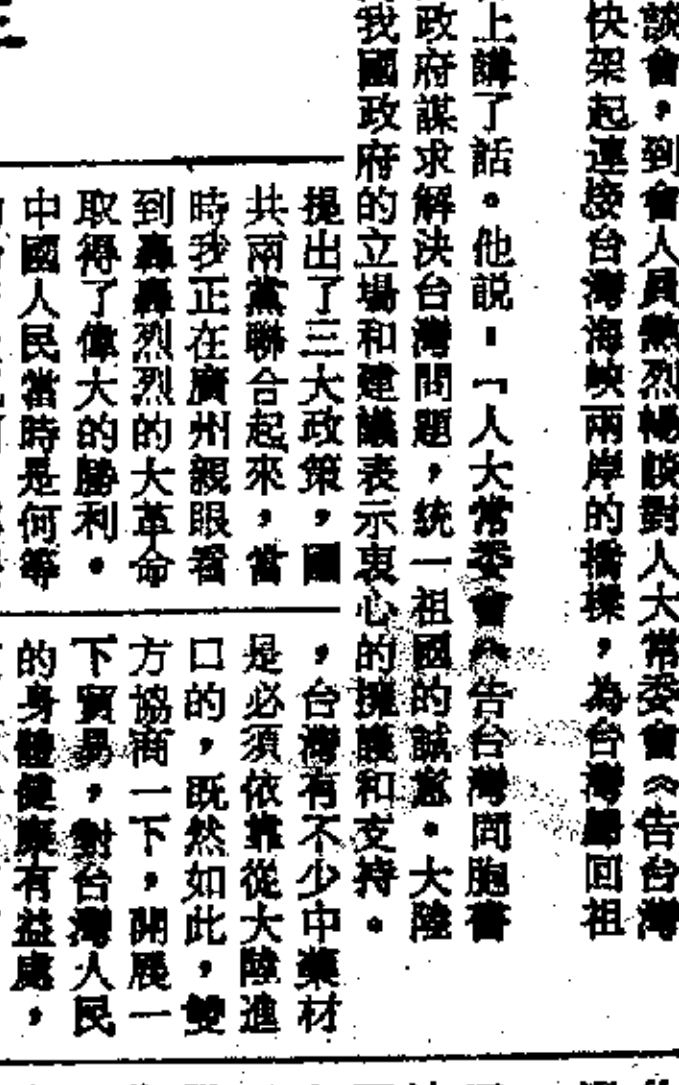 談會，到會人員熱烈暢談對人大常委會《告台灣
快架起連接台灣海峽兩岸的橋樑，為台灣歸回祖
上講了話。他説：「人大常委會《告台灣同胞書
政府謀求解決台灣問題，統一祖國的誠意。大陸
我國政府的立場和建議表示衷心的擁護和支持。
提出了三大政策，國
共兩黨聯合起來，當
時我正在廣州親眼看
到轟轟烈烈的大革命
取得了偉大的勝利。
中國人民當時是何等
，台灣有不少中藥材
是必須依靠從大陸進
口的，既然如此，雙
方協商一下，開展一
下貿易，對台灣人民
的身體健康有益處，